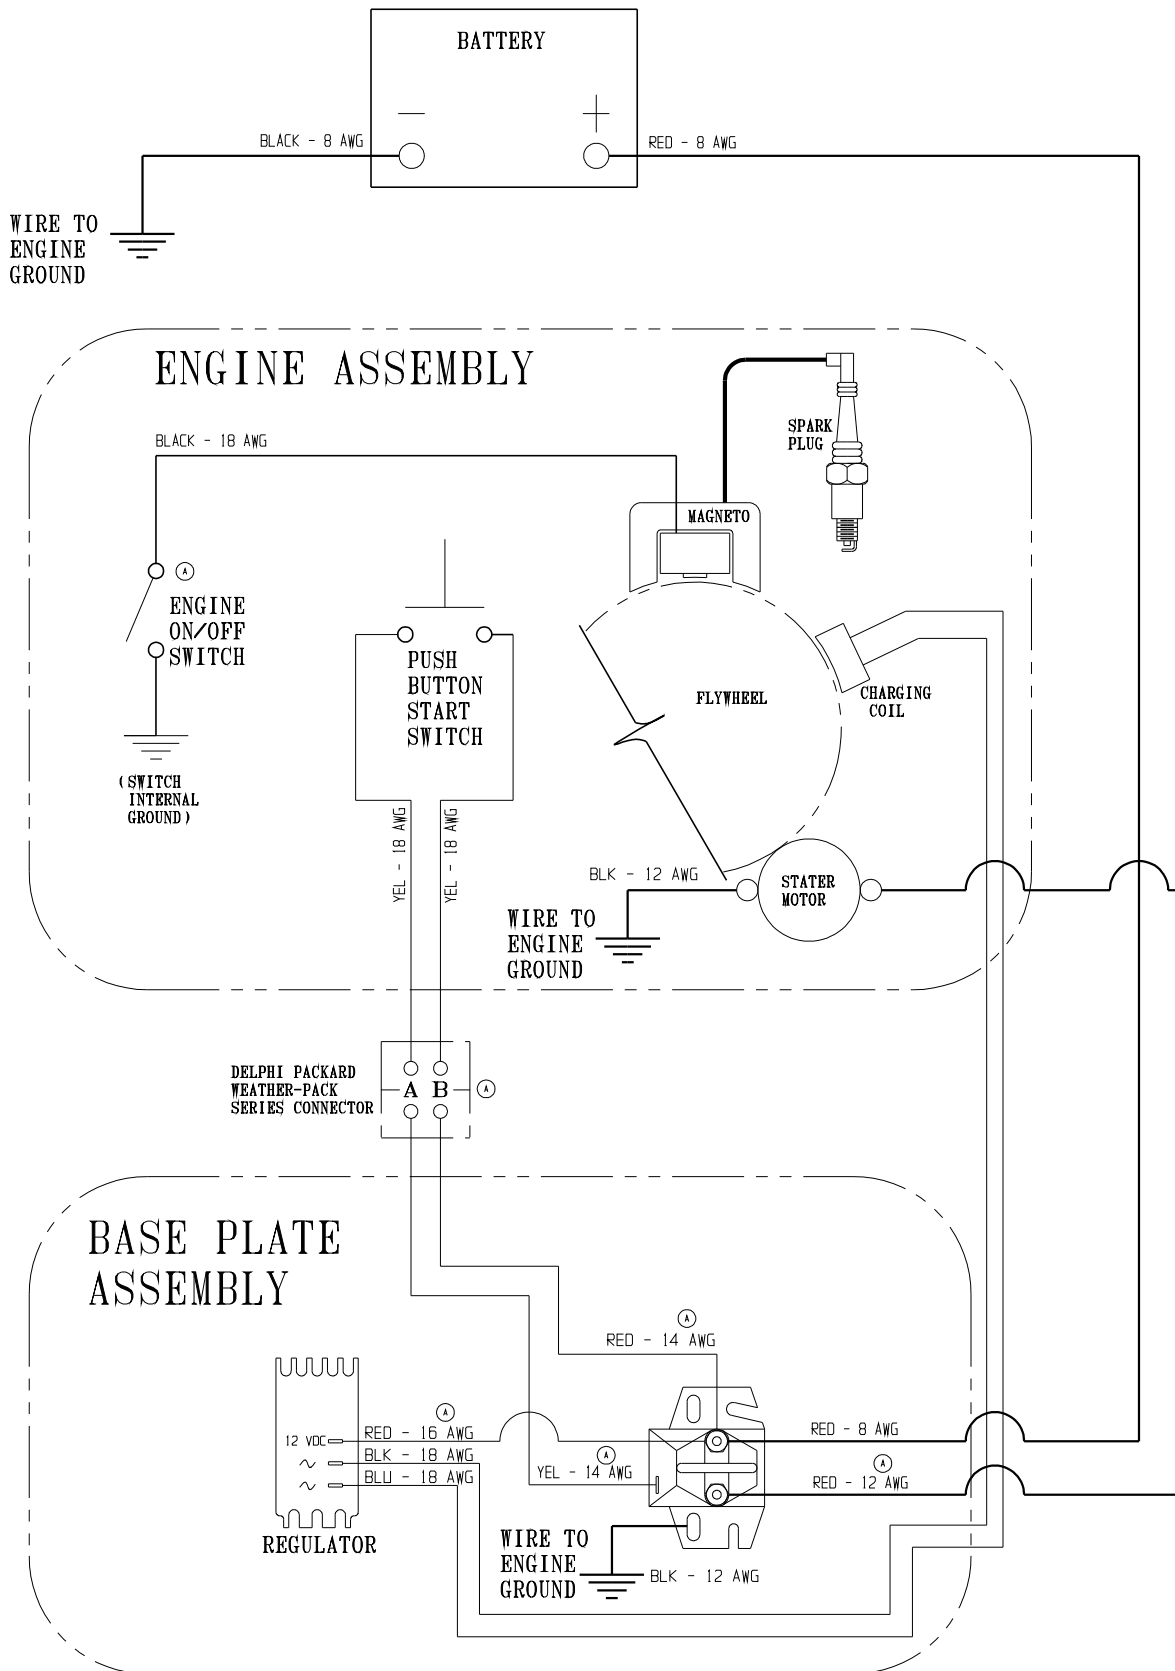 BATTERY
BLACK - 8 AWG
RED - 8 AWG
WIRE TO
ENGINE
GROUND
ENGINE ASSEMBLY
BLACK - 18 AWG
SPARK
PLUG
MAGNETO
A
ENGINE
ON/OFF
SWITCH
PUSH
BUTTON
START
SWITCH
FLYWHEEL
CHARGING
COIL
(SWITCH
INTERNAL
GROUND)
YEL - 18 AWG
YEL - 18 AWG
BLK - 12 AWG
STATER
MOTOR
WIRE TO
ENGINE
GROUND
DELPHI PACKARD
WEATHER-PACK
SERIES CONNECTOR
A B
A
BASE PLATE
ASSEMBLY
A
RED - 14 AWG
A
12 VDC
RED - 16 AWG
BLK - 18 AWG
BLU - 18 AWG
A
YEL - 14 AWG
RED - 8 AWG
A
RED - 12 AWG
REGULATOR
WIRE TO
ENGINE
GROUND
BLK - 12 AWG